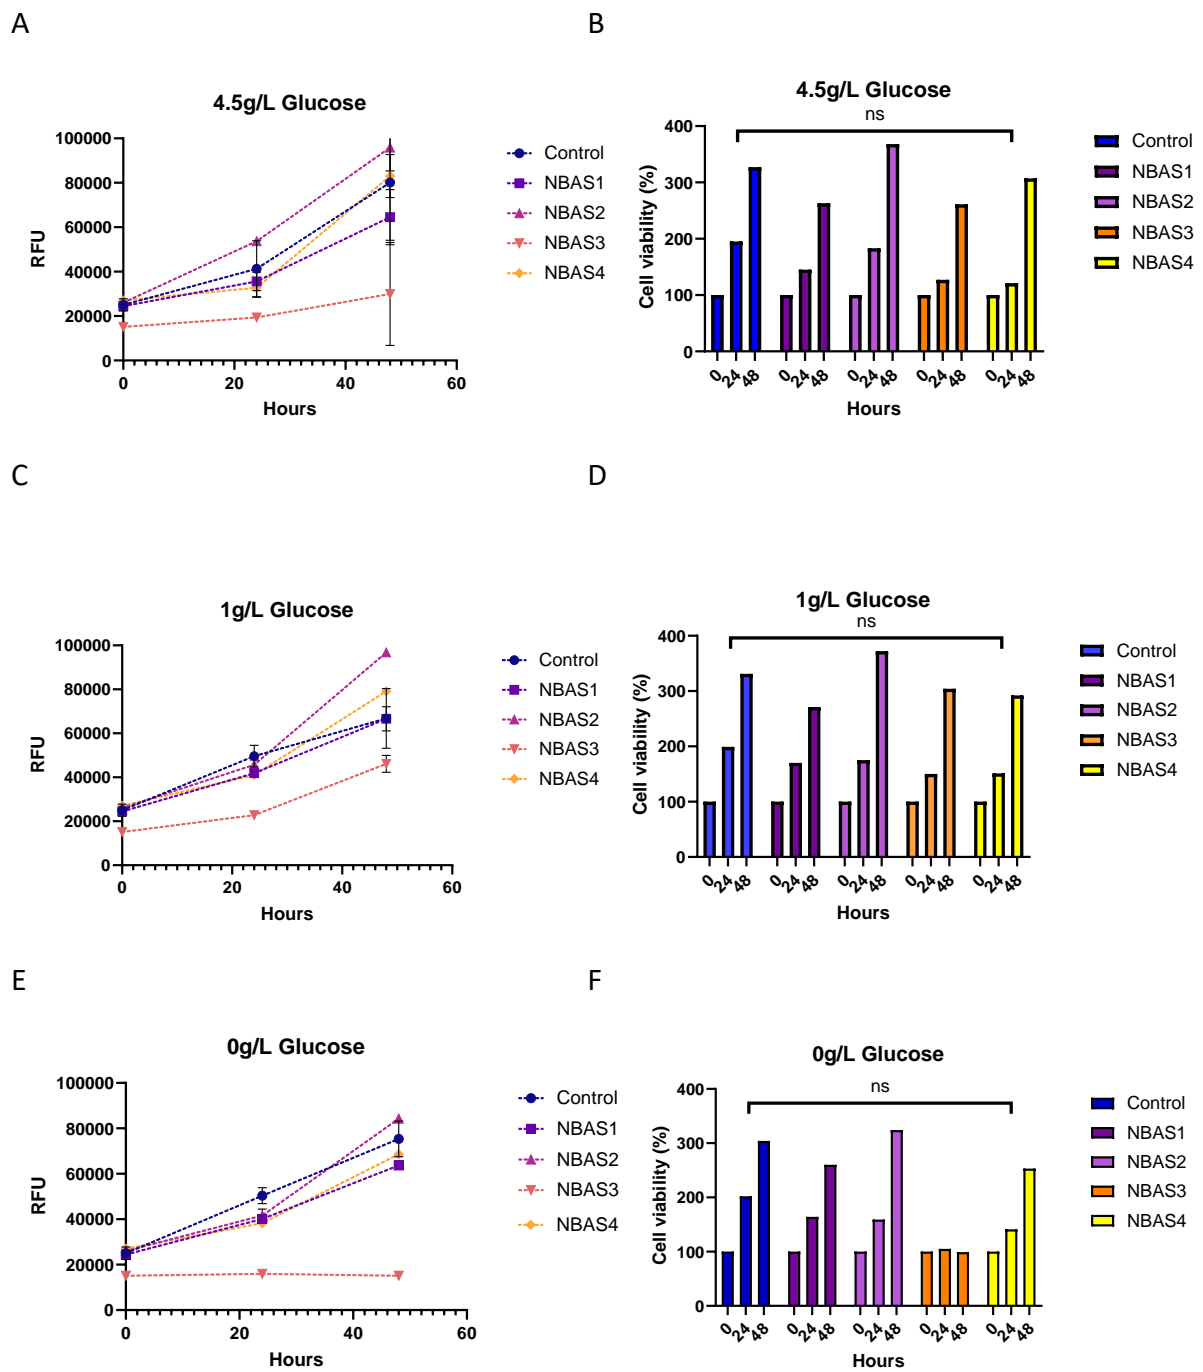 A
B
4.5g/L Glucose
RFU
100000
80000
60000
40000
20000
0
0
20
40
60
Hours
Control
NBAS1
NBAS2
NBAS3
NBAS4
4.5g/L Glucose
ns
Cell viability (%)
400
300
200
100
0
0 24 48 0 24 48 0 24 48 0 24 48 0 24 48
Hours
Control
NBAS1
NBAS2
NBAS3
NBAS4
C
D
1g/L Glucose
RFU
100000
80000
60000
40000
20000
0
0
20
40
60
Hours
Control
NBAS1
NBAS2
NBAS3
NBAS4
1g/L Glucose
ns
Cell viability (%)
400
300
200
100
0
0 24 48 0 24 48 0 24 48 0 24 48 0 24 48
Hours
Control
NBAS1
NBAS2
NBAS3
NBAS4
E
F
0g/L Glucose
RFU
100000
80000
60000
40000
20000
0
0
20
40
60
Hours
Control
NBAS1
NBAS2
NBAS3
NBAS4
0g/L Glucose
ns
Cell viability (%)
400
300
200
100
0
0 24 48 0 24 48 0 24 48 0 24 48 0 24 48
Hours
Control
NBAS1
NBAS2
NBAS3
NBAS4